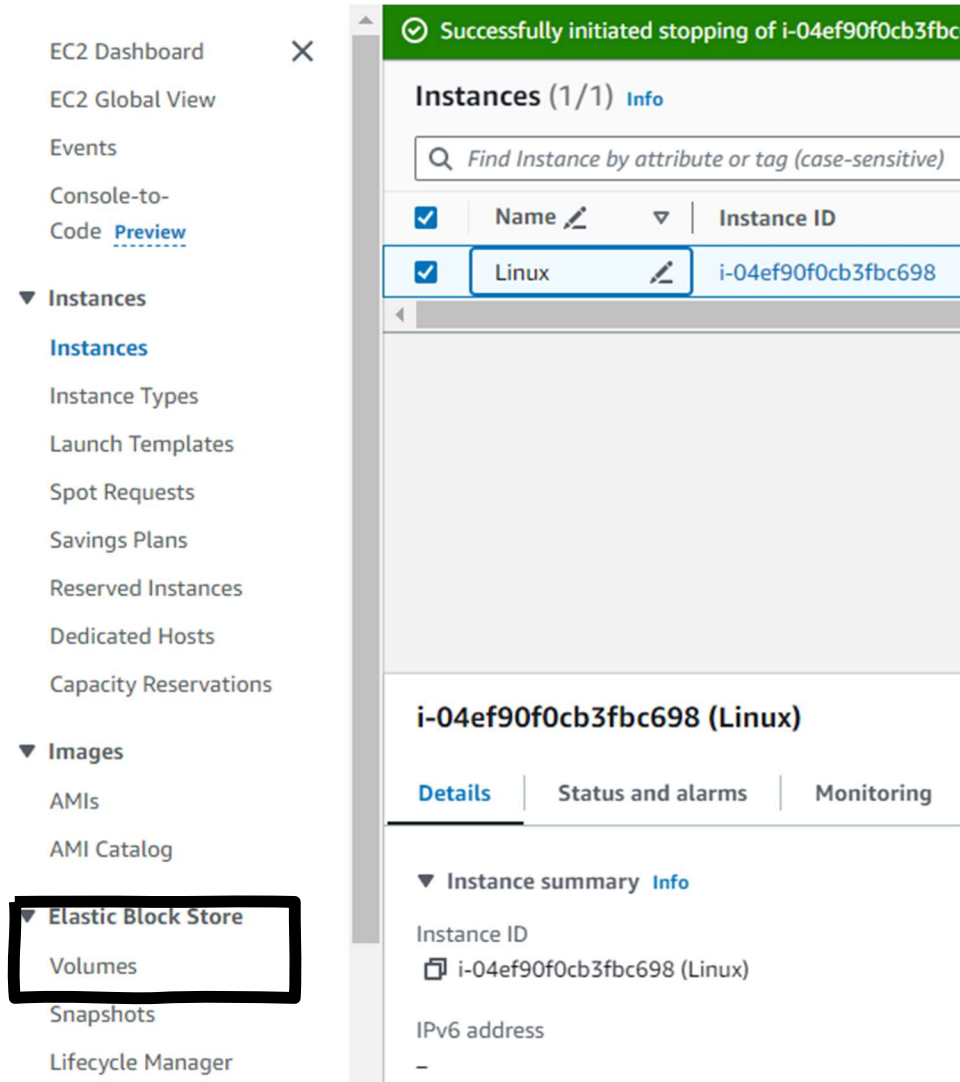 EC2 Dashboard
EC2 Global View
Events
Console-to-
Code Preview
Instances
Instances
Instance Types
Launch Templates
Spot Requests
Savings Plans
Reserved Instances
Dedicated Hosts
Capacity Reservations
Images
AMIs
AMI Catalog
Elastic Block Store
Volumes
Snapshots
Lifecycle Manager
Successfully initiated stopping of i-04ef90f0cb3fbc
Instances (1/1) Info
Find Instance by attribute or tag (case-sensitive)
Name Instance ID
Linux i-04ef90f0cb3fbc698
i-04ef90f0cb3fbc698 (Linux)
Details Status and alarms Monitoring
Instance summary Info
Instance ID
i-04ef90f0cb3fbc698 (Linux)
IPv6 address
–